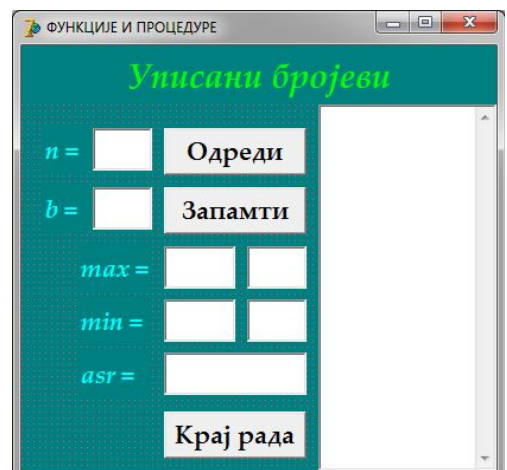 ФУНКЦИЈЕ И ПРОЦЕДУРЕ
Уписани бројеви
n = Одреди
b = Запамти
max =
min =
asr =
Крај рада